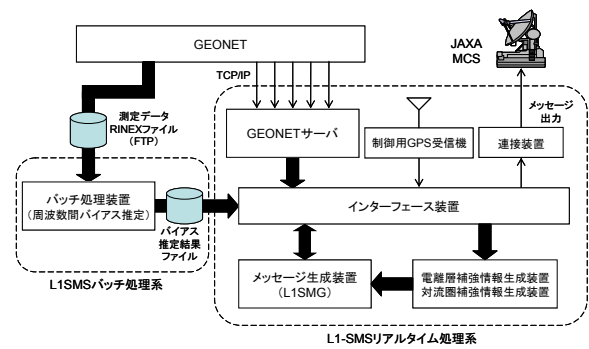 GEONET
JAXA
MCS
TCP/IP
測定データ
RINEXファイル
(FTP)
メッセージ
出力
GEONETサーバ
制御用GPS受信機
連接装置
バッチ処理装置
(周波数間バイアス推定)
インターフェース装置
バイアス
推定結果
ファイル
L1SMSバッチ処理系
メッセージ生成装置
(L1SMG)
電離層補強情報生成装置
対流圏補強情報生成装置
L1-SMSリアルタイム処理系